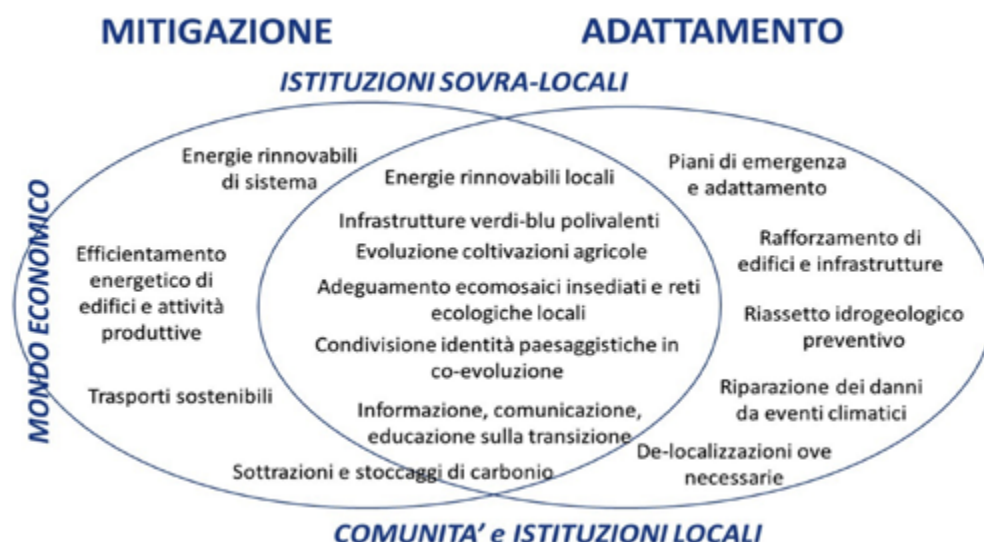 MITIGAZIONE
ADATTAMENTO
ISTITUZIONI SOVRA-LOCALI
MONDO ECONOMICO
Energie rinnovabili
di sistema
Efficientamento
energetico di
edifici e attività
produttive
Trasporti sostenibili
Sottrazioni e stoccaggi di carbonio
Energie rinnovabili locali
Infrastrutture verdi-blu polivalenti
Evoluzione coltivazioni agricole
Adeguamento ecomosaici insediati e reti
ecologiche locali
Condivisione identità paesaggistiche in
co-evoluzione
Informazione, comunicazione,
educazione sulla transizione
Piani di emergenza
e adattamento
Rafforzamento di
edifici e infrastrutture
Riassetto idrogeologico
preventivo
Riparazione dei danni
da eventi climatici
De-localizzazioni ove
necessarie
COMUNITA' e ISTITUZIONI LOCALI